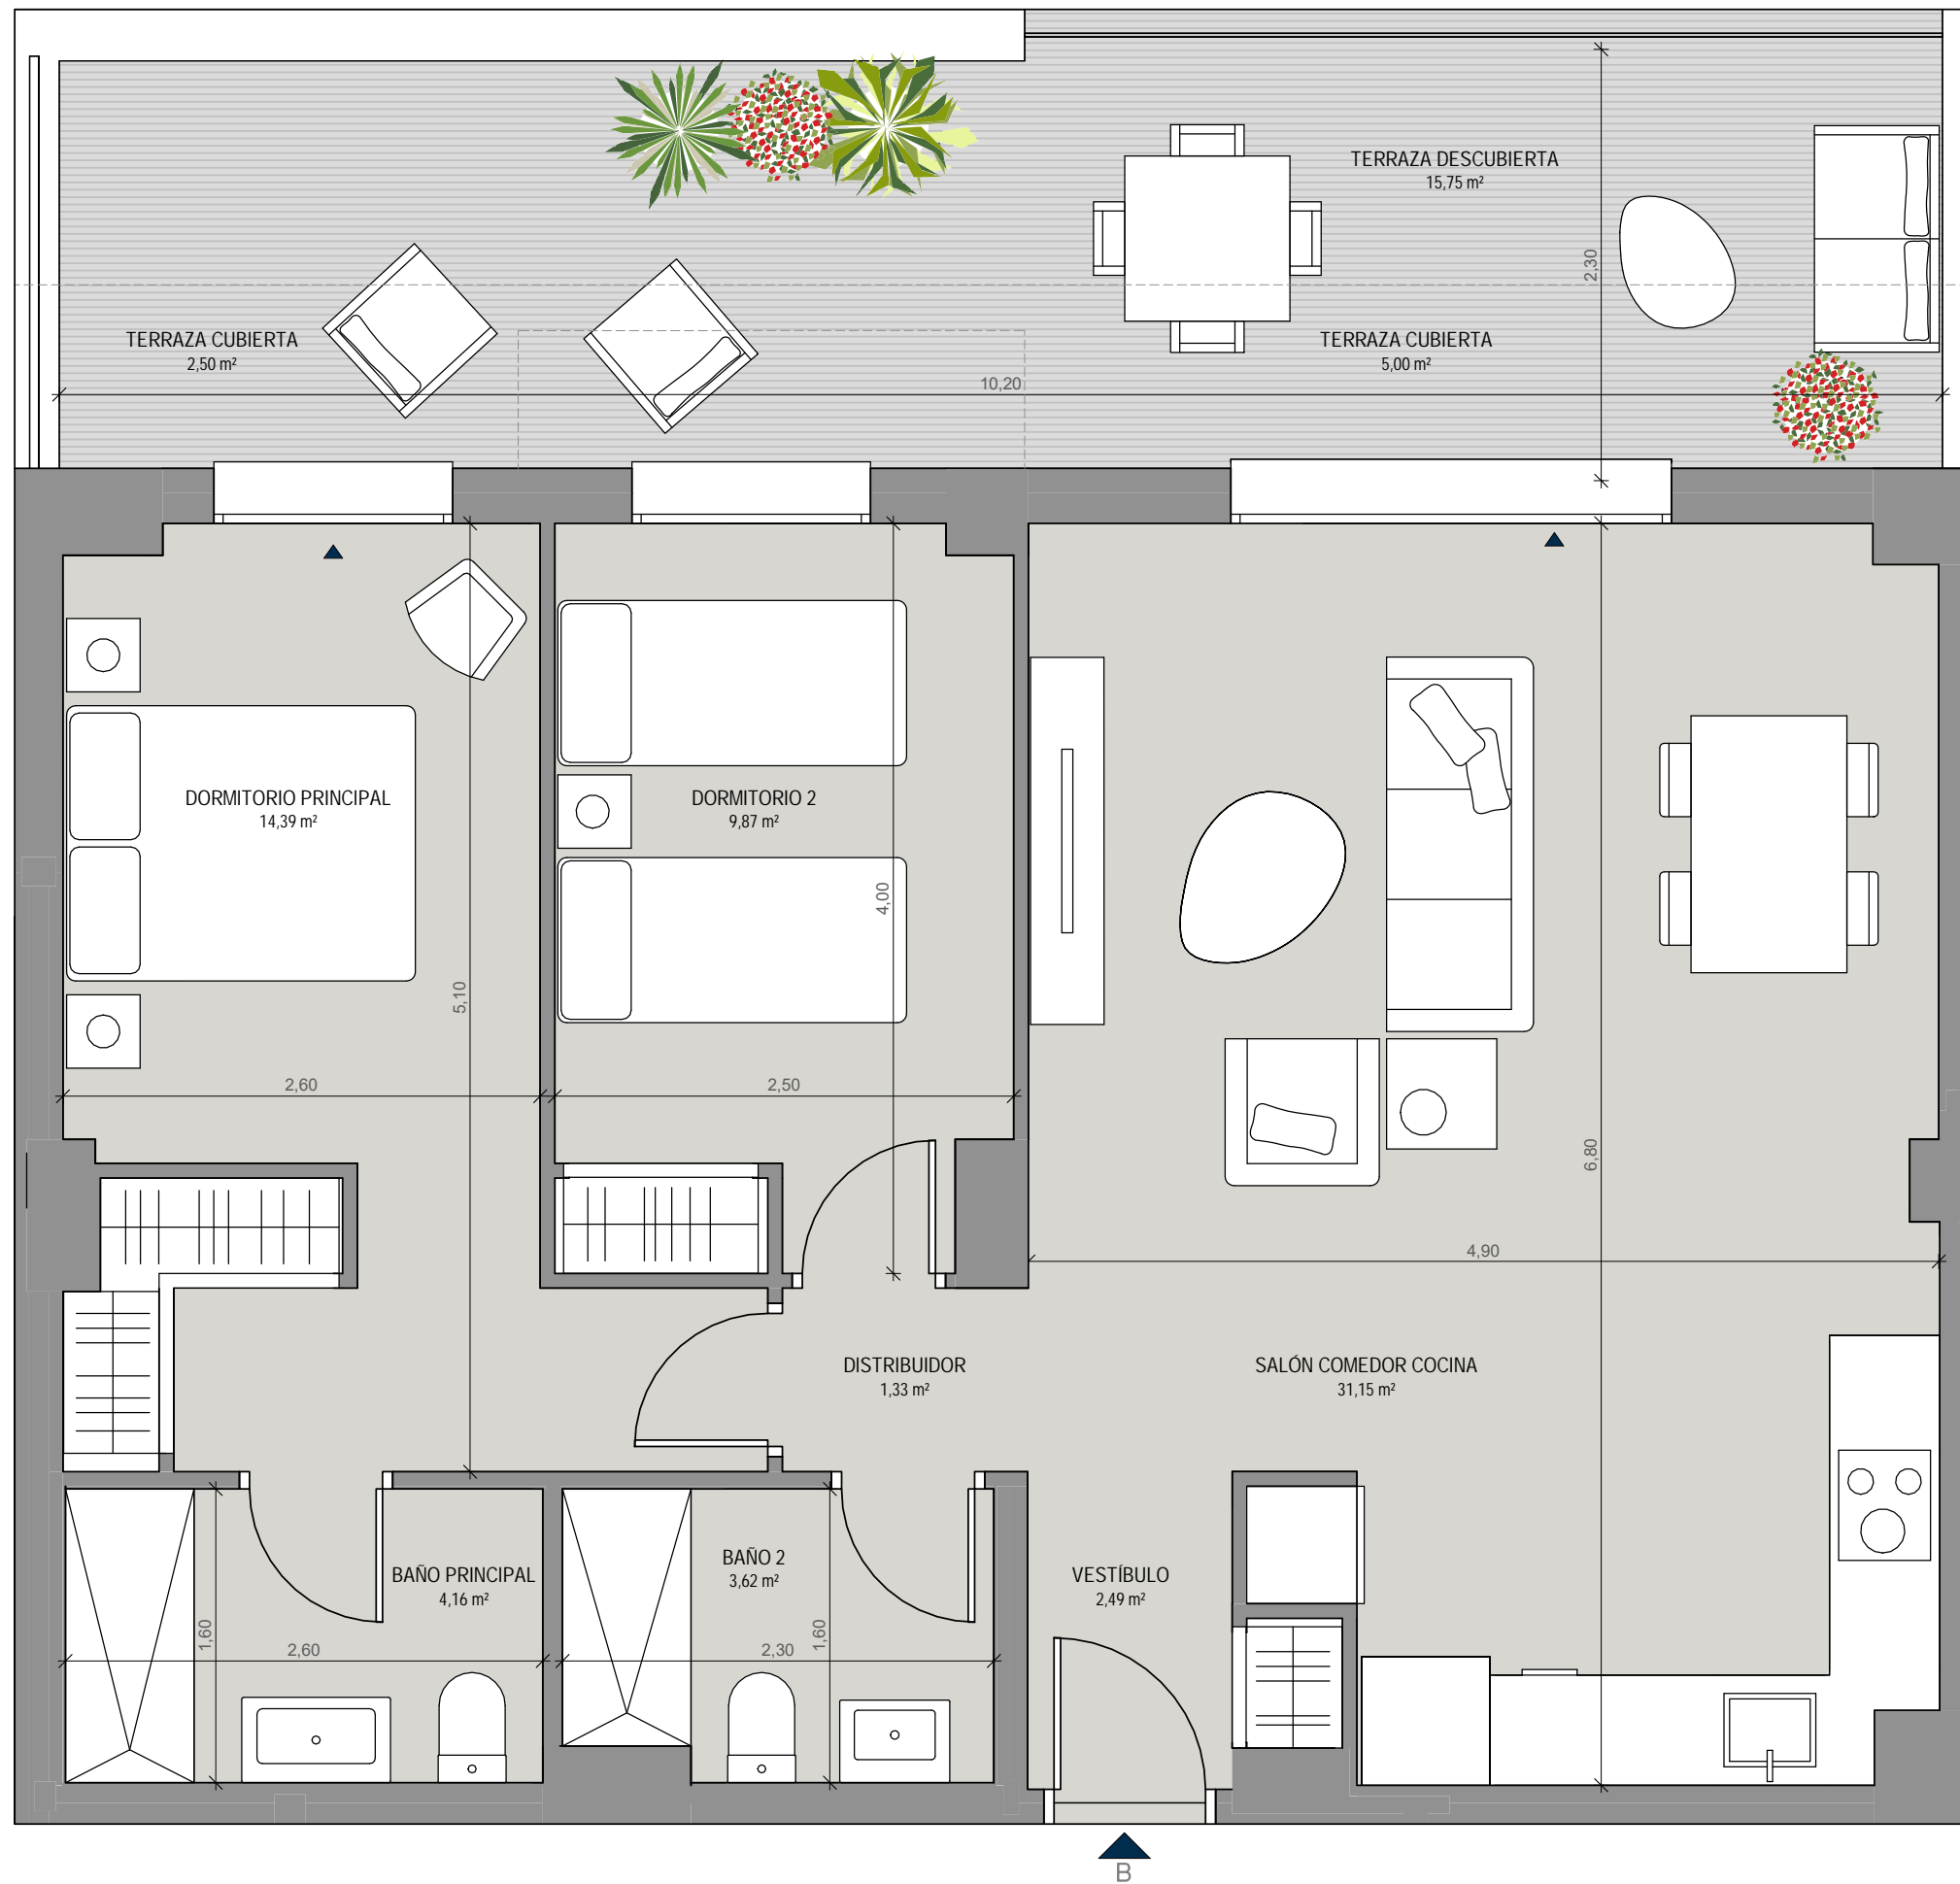 TERRAZA DESCUBIERTA
15,75 m²
2,30
TERRAZA CUBIERTA
2,50 m²
TERRAZA CUBIERTA
5,00 m²
10,20
DORMITORIO PRINCIPAL
14,39 m²
DORMITORIO 2
9,87 m²
4,00
5,10
2,60
2,50
6,80
4,90
DISTRIBUIDOR
1,33 m²
SALÓN COMEDOR COCINA
31,15 m²
BAÑO PRINCIPAL
4,16 m²
BAÑO 2
3,62 m²
VESTÍBULO
2,49 m²
1,60
2,60
1,60
2,30
B